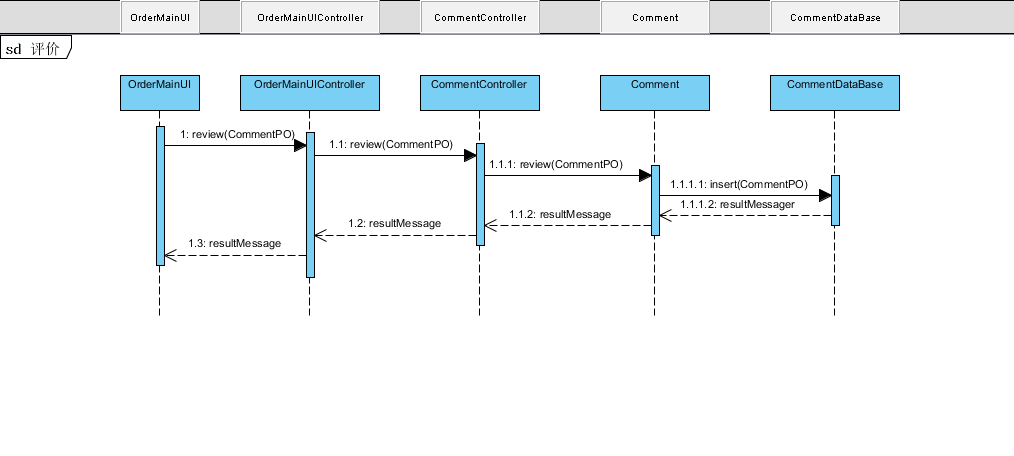 OrderMainUI
OrderMainUIController
CommentController
Comment
CommentDataBase
sd 评价
OrderMainUI
OrderMainUIController
CommentController
Comment
CommentDataBase
1: review(CommentPO)
1.1: review(CommentPO)
1.1.1: review(CommentPO)
1.1.1.1: insert(CommentPO)
1.1.1.2: resultMessager
1.1.2: resultMessage
1.2: resultMessage
1.3: resultMessage